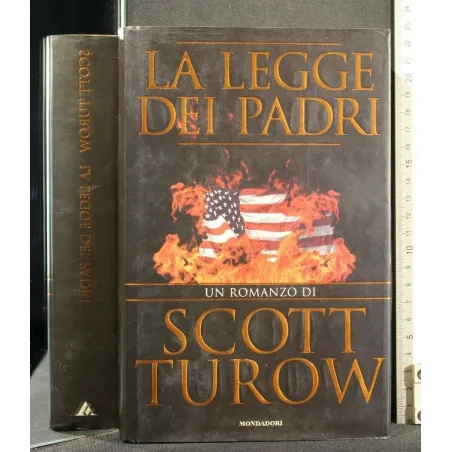 LA LEGGE
DEI PADRI
UN ROMANZO DI
SCOTT
TUROW
MONDADORI
SCOTT TUROW LA LEGGE DEI PADRI